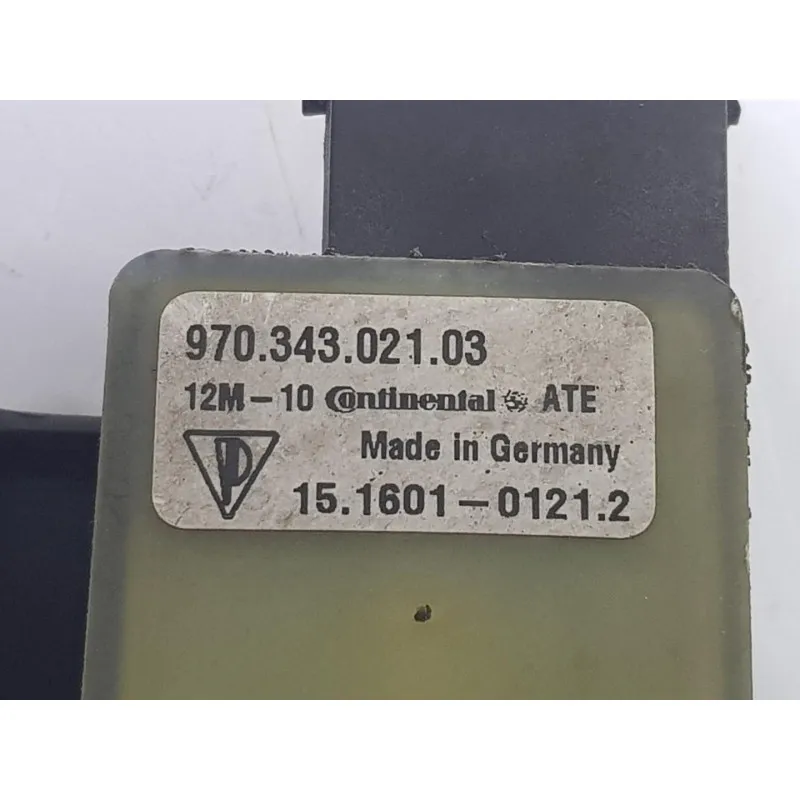 970.343.021.03
12M-10 Continental ATE
Made in Germany
P
15.1601-0121.2